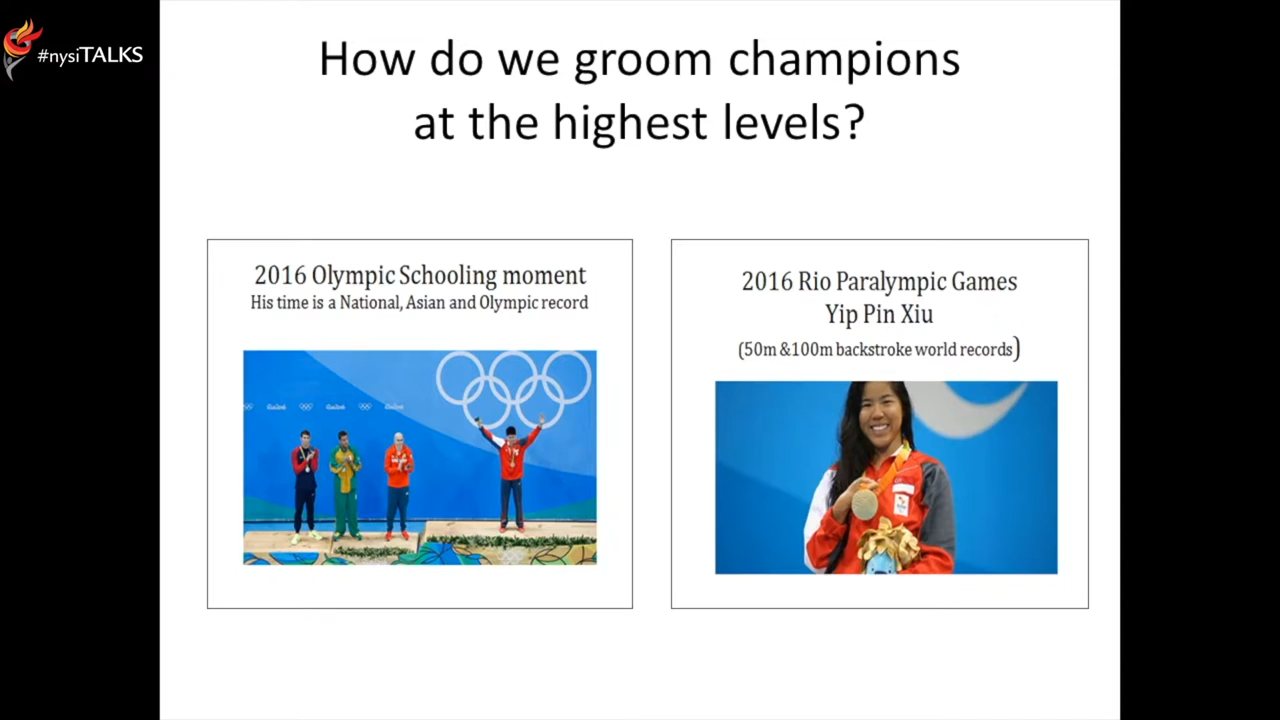 #nysiTALKS
How do we groom champions
at the highest levels?
2016 Olympic Schooling moment
His time is a National, Asian and Olympic record
2016 Rio Paralympic Games
Yip Pin Xiu
(50m &100m backstroke world records)